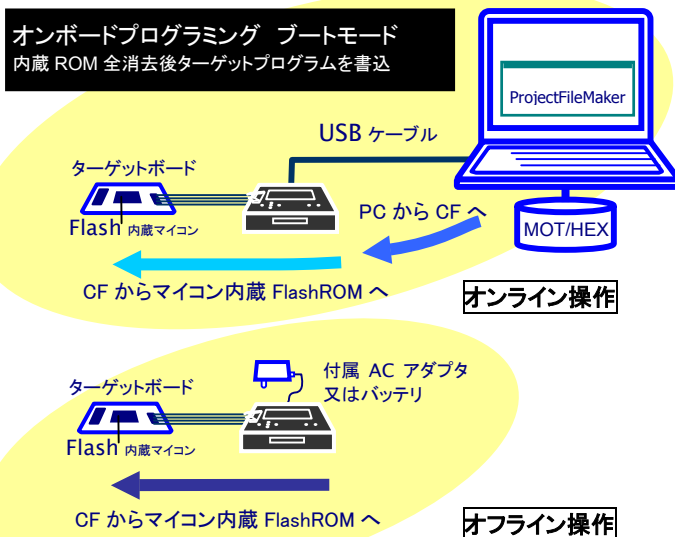 オンボードプログラミング ブートモード
内蔵 ROM 全消去後ターゲットプログラムを書込
ProjectFileMaker
USB ケーブル
ターゲットボード
Flash 内蔵マイコン
PC から CF へ
MOT/HEX
CF からマイコン内蔵 FlashROM へ
オンライン操作
付属 AC アダプタ
又はバッテリ
ターゲットボード
Flash 内蔵マイコン
CF からマイコン内蔵 FlashROM へ
オフライン操作